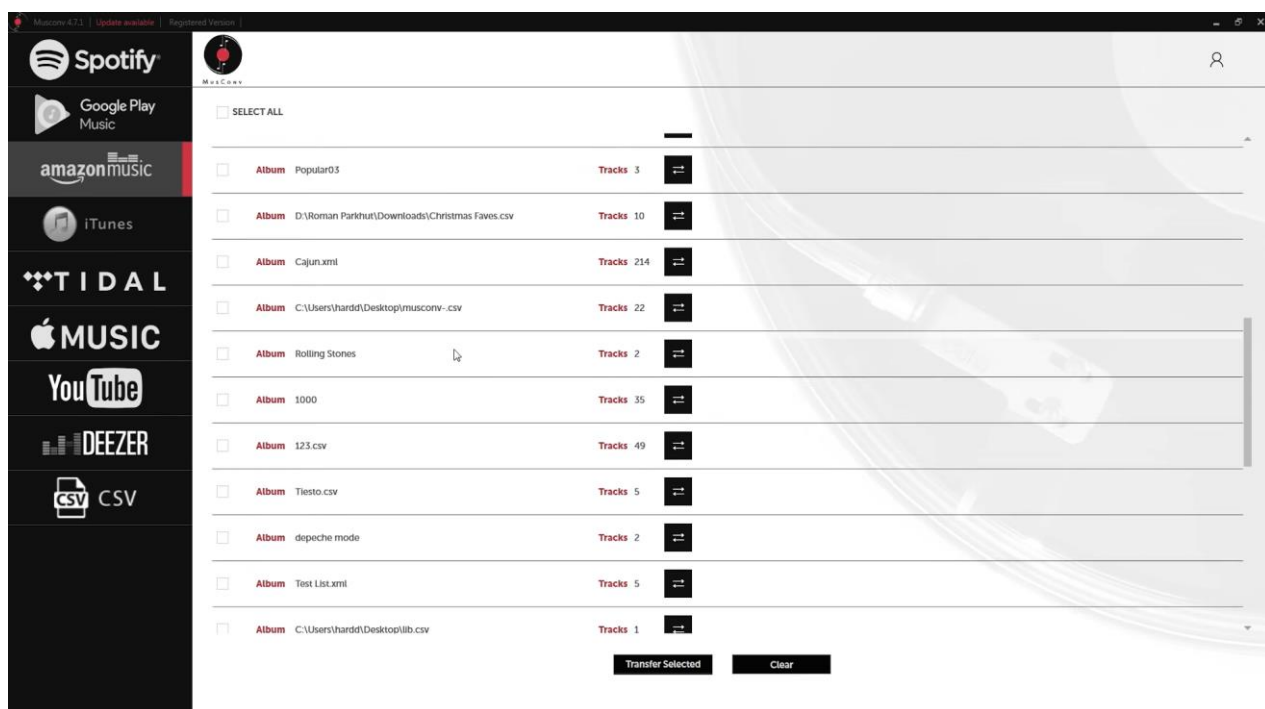 Musconv 4.7.1 | Update available | Registered Version |
Spotify
Google Play
Music
amazon music
iTunes
TIDAL
MUSIC
YouTube
DEEZER
CSV CSV
MusConv
SELECT ALL
Album Popular03 Tracks 3
Album D:\Roman Parkhut\Downloads\Christmas Faves.csv Tracks 10
Album Cajun.xml Tracks 214
Album C:\Users\hardd\Desktop\musconv-.csv Tracks 22
Album Rolling Stones Tracks 2
Album 1000 Tracks 35
Album 123.csv Tracks 49
Album Tiesto.csv Tracks 5
Album depeche mode Tracks 2
Album Test List.xml Tracks 5
Album C:\Users\hardd\Desktop\lib.csv Tracks 1
Transfer Selected Clear